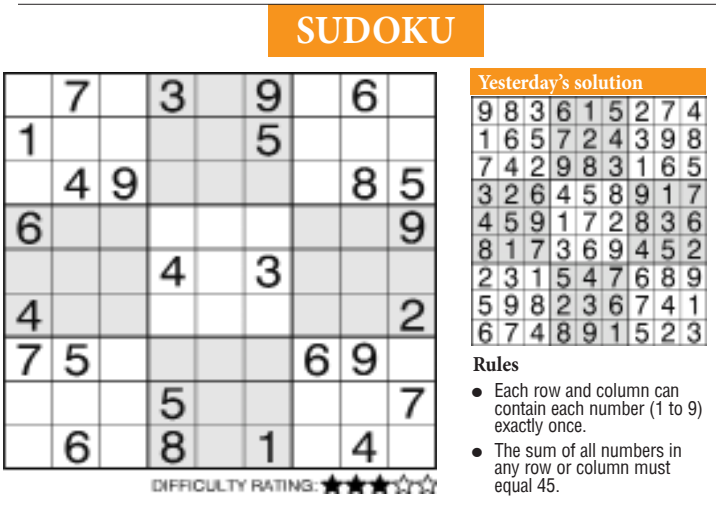 SUDOKU
7 3 9 6
1 5
4 9 8 5
6 9
4 3
4 2
7 5 6 9
5 7
6 8 1 4
DIFFICULTY RATING: ★★★☆☆
Yesterday's solution
9 8 3 6 1 5 2 7 4
1 6 5 7 2 4 3 9 8
7 4 2 9 8 3 1 6 5
3 2 6 4 5 8 9 1 7
4 5 9 1 7 2 8 3 6
8 1 7 3 6 9 4 5 2
2 3 1 5 4 7 6 8 9
5 9 8 2 3 6 7 4 1
6 7 4 8 9 1 5 2 3
Rules
● Each row and column can
contain each number (1 to 9)
exactly once.
● The sum of all numbers in
any row or column must
equal 45.